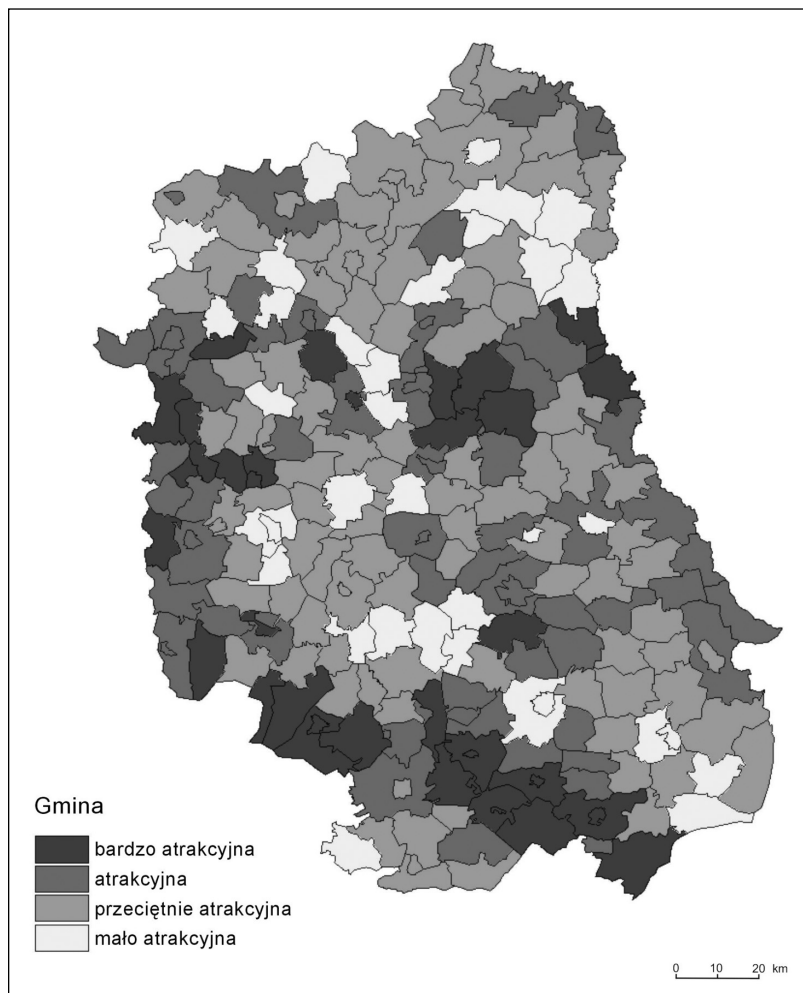 Gmina
bardzo atrakcyjna
atrakcyjna
przeciętnie atrakcyjna
mało atrakcyjna
0 10 20 km